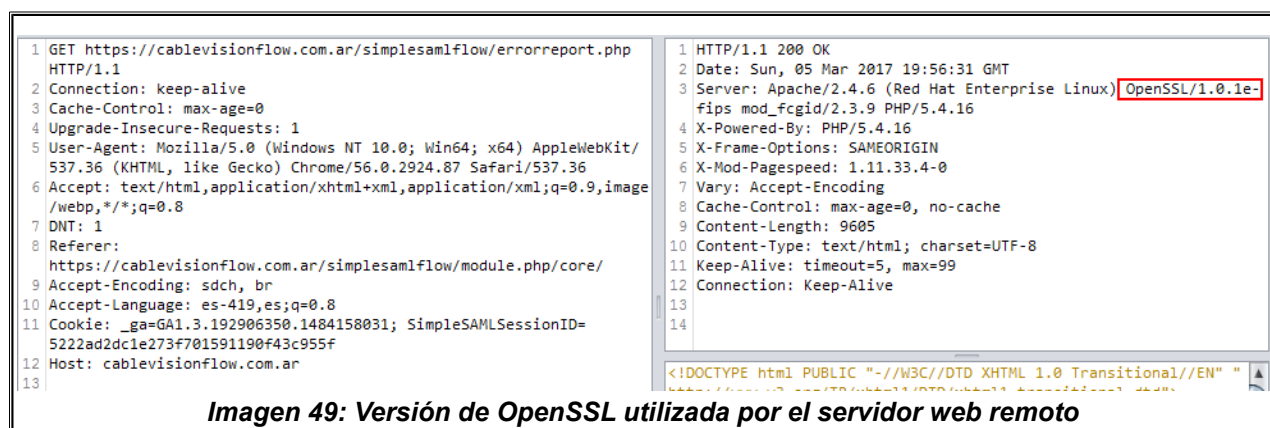 1 GET https://cablevisionflow.com.ar/simplesamlflow/errorreport.php
HTTP/1.1
2 Connection: keep-alive
3 Cache-Control: max-age=0
4 Upgrade-Insecure-Requests: 1
5 User-Agent: Mozilla/5.0 (Windows NT 10.0; Win64; x64) AppleWebKit/
537.36 (KHTML, like Gecko) Chrome/56.0.2924.87 Safari/537.36
6 Accept: text/html,application/xhtml+xml,application/xml;q=0.9,image
/webp,*/*;q=0.8
7 DNT: 1
8 Referer:
https://cablevisionflow.com.ar/simplesamlflow/module.php/core/
9 Accept-Encoding: sdch, br
10 Accept-Language: es-419,es;q=0.8
11 Cookie: _ga=GA1.3.192906350.1484158031; SimpleSAMLSessionID=
5222ad2dc1e273f701591190f43c955f
12 Host: cablevisionflow.com.ar
13
1 HTTP/1.1 200 OK
2 Date: Sun, 05 Mar 2017 19:56:31 GMT
3 Server: Apache/2.4.6 (Red Hat Enterprise Linux) OpenSSL/1.0.1e-
fips mod_fcgid/2.3.9 PHP/5.4.16
4 X-Powered-By: PHP/5.4.16
5 X-Frame-Options: SAMEORIGIN
6 X-Mod-Pagespeed: 1.11.33.4-0
7 Vary: Accept-Encoding
8 Cache-Control: max-age=0, no-cache
9 Content-Length: 9605
10 Content-Type: text/html; charset=UTF-8
11 Keep-Alive: timeout=5, max=99
12 Connection: Keep-Alive
13
14
<!DOCTYPE html PUBLIC "-//W3C//DTD XHTML 1.0 Transitional//EN" "
Imagen 49: Versión de OpenSSL utilizada por el servidor web remoto